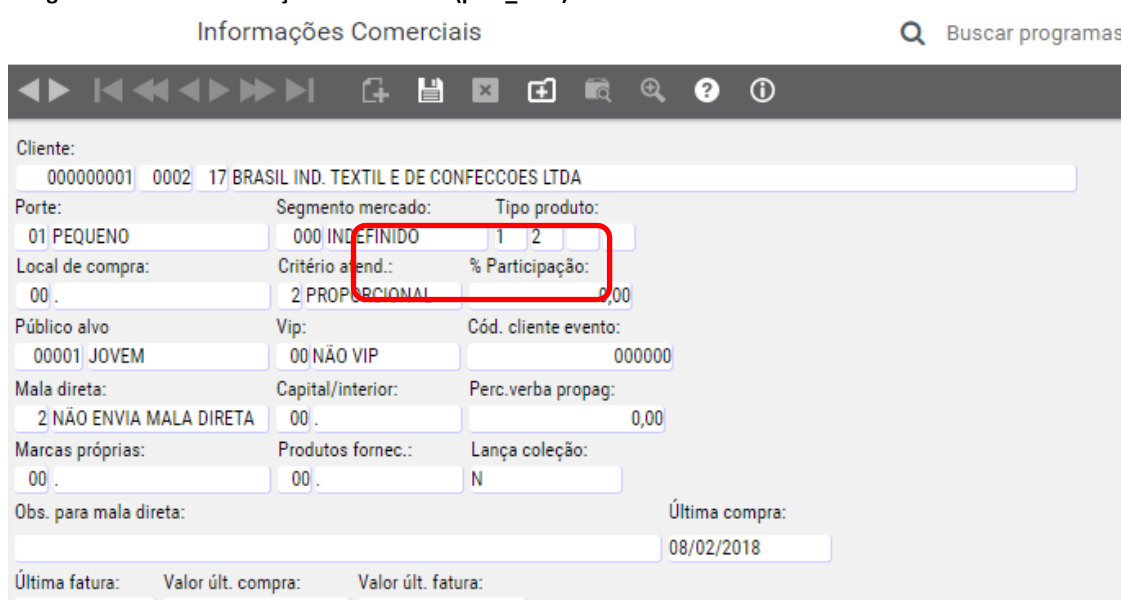 Informações Comerciais Buscar programas
Cliente:
000000001 0002 17 BRASIL IND. TEXTIL E DE CONFECCOES LTDA
Porte: Segmento mercado: Tipo produto:
01 PEQUENO 000 INDEFINIDO 1 2
Local de compra: Critério atend.: % Participação:
00 . 2 PROPORCIONAL 0,00
Público alvo Vip: Cód. cliente evento:
00001 JOVEM 00 NÃO VIP 000000
Mala direta: Capital/interior: Perc.verba propag:
2 NÃO ENVIA MALA DIRETA 00 . 0,00
Marcas próprias: Produtos fornec.: Lança coleção:
00 . 00 . N
Obs. para mala direta: Última compra:
08/02/2018
Última fatura: Valor últ. compra: Valor últ. fatura: